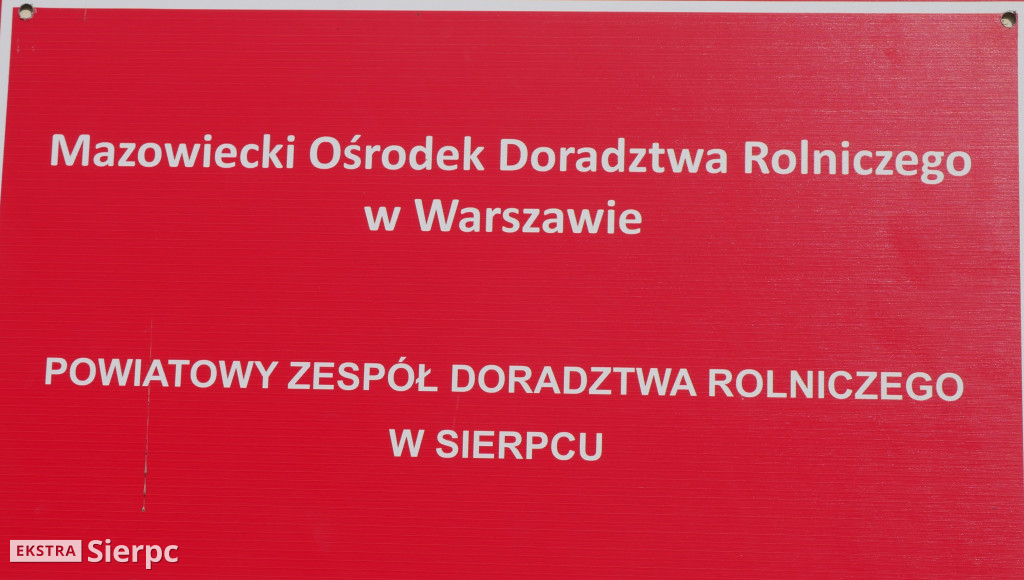 Mazowiecki Ośrodek Doradztwa Rolniczego
w Warszawie
POWIATOWY ZESPÓŁ DORADZTWA ROLNICZEGO
W SIERPCU
EKSTRA Sierpc